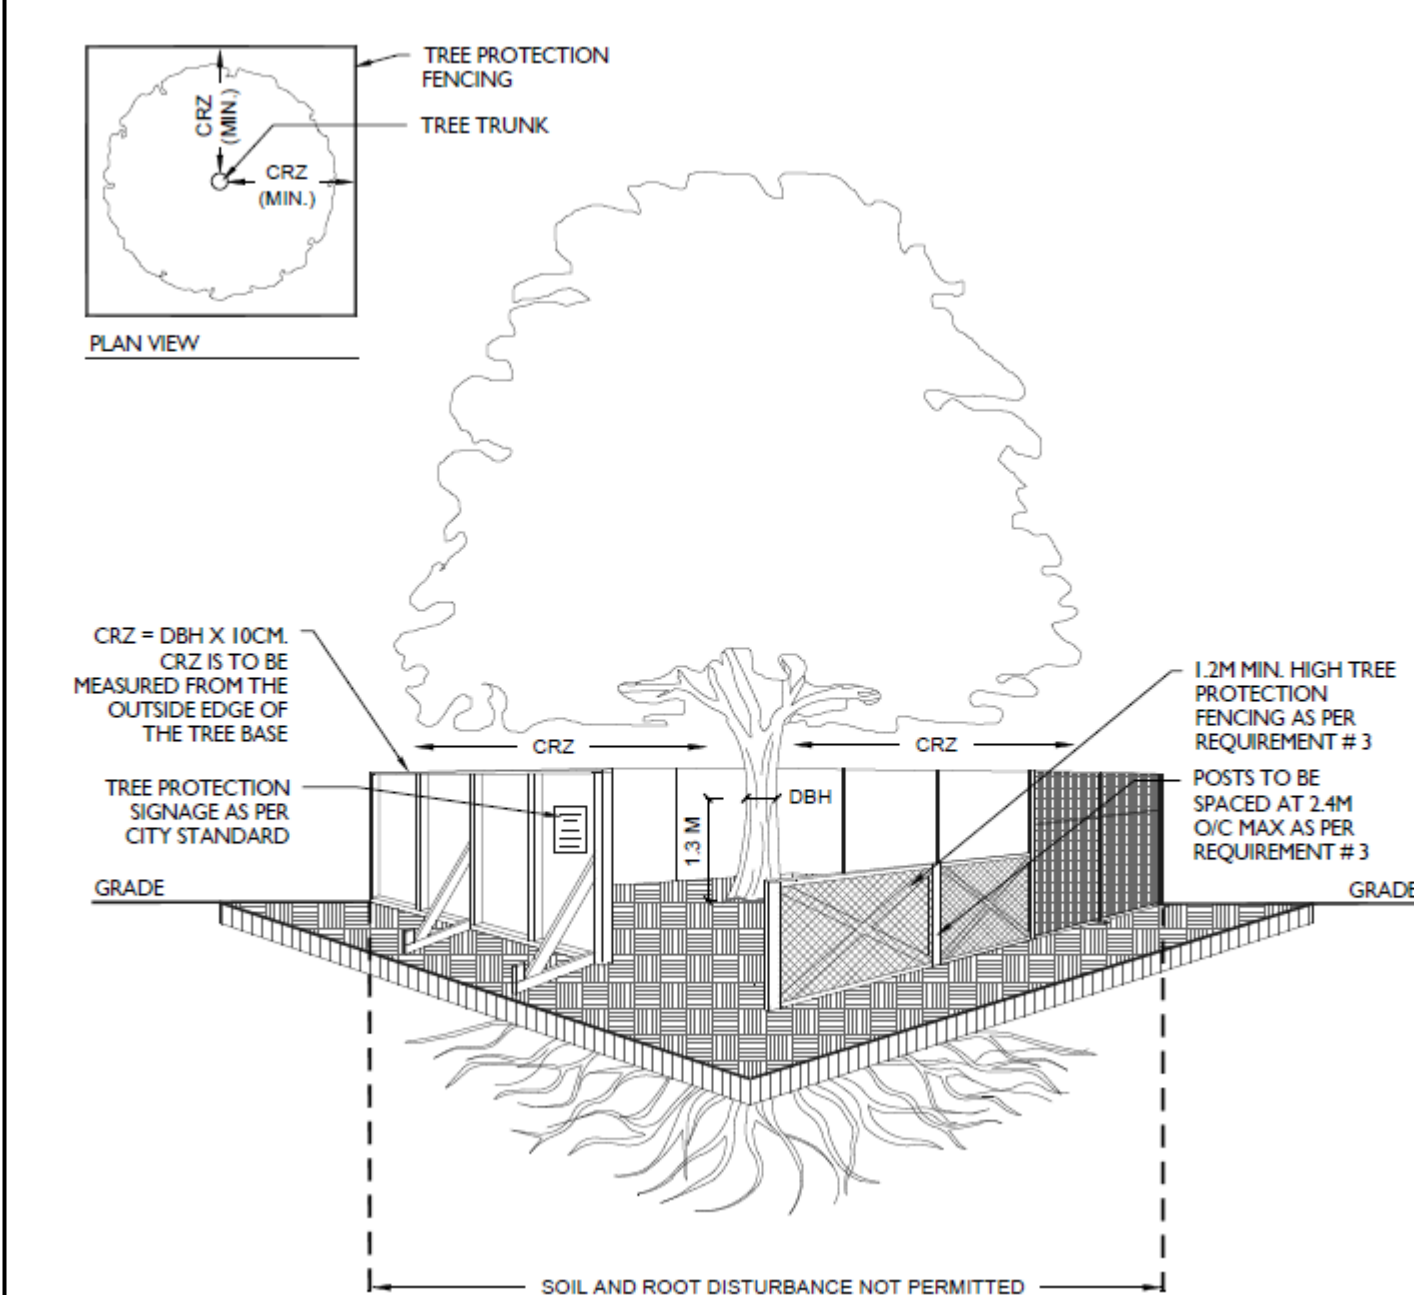 TREE PROTECTION
FENCING
TREE TRUNK
CRZ
(MIN.)
CRZ
(MIN.)
PLAN VIEW
CRZ = DBH X 10CM.
CRZ IS TO BE
MEASURED FROM THE
OUTSIDE EDGE OF
THE TREE BASE
TREE PROTECTION
SIGNAGE AS PER
CITY STANDARD
GRADE
CRZ
CRZ
DBH
1.3 M
1.2M MIN. HIGH TREE
PROTECTION
FENCING AS PER
REQUIREMENT # 3
POSTS TO BE
SPACED AT 2.4M
O/C MAX AS PER
REQUIREMENT # 3
GRADE
SOIL AND ROOT DISTURBANCE NOT PERMITTED